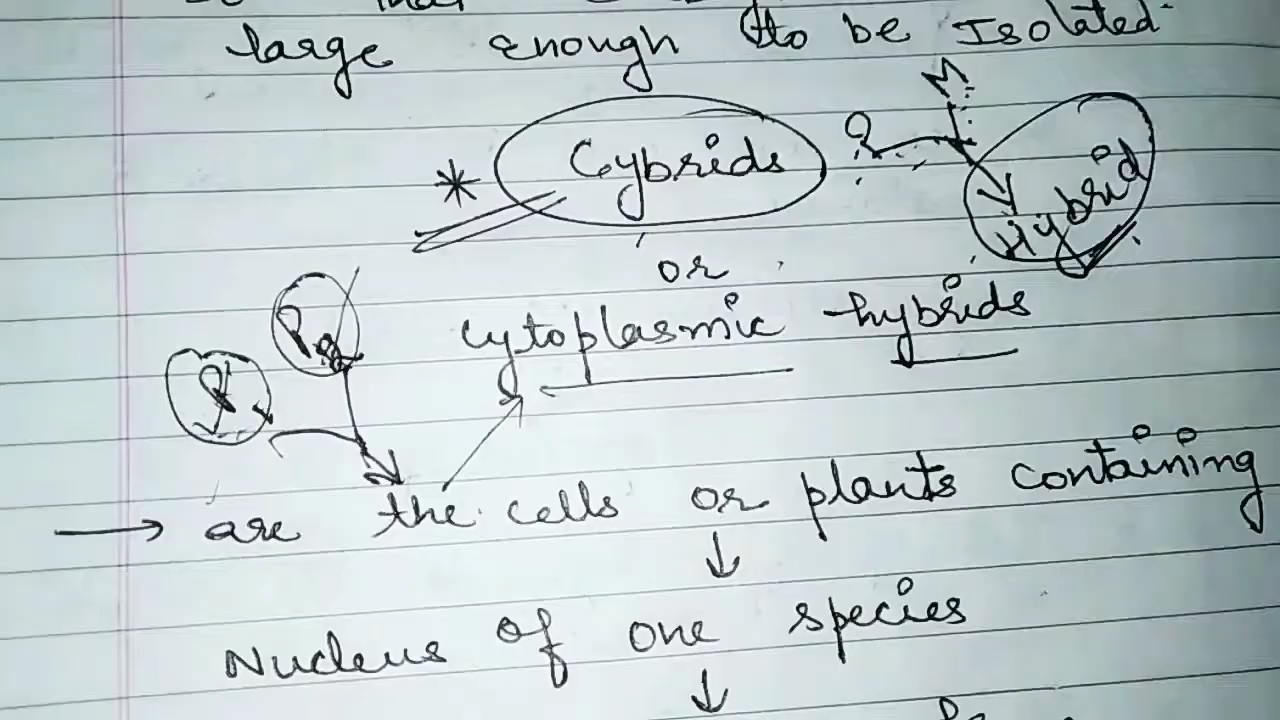 large enough to be Isolated
* Cybrids
Hybrid
or
cytoplasmic hybrids
P2
→ are the cells or plants containing
Nucleus of one species